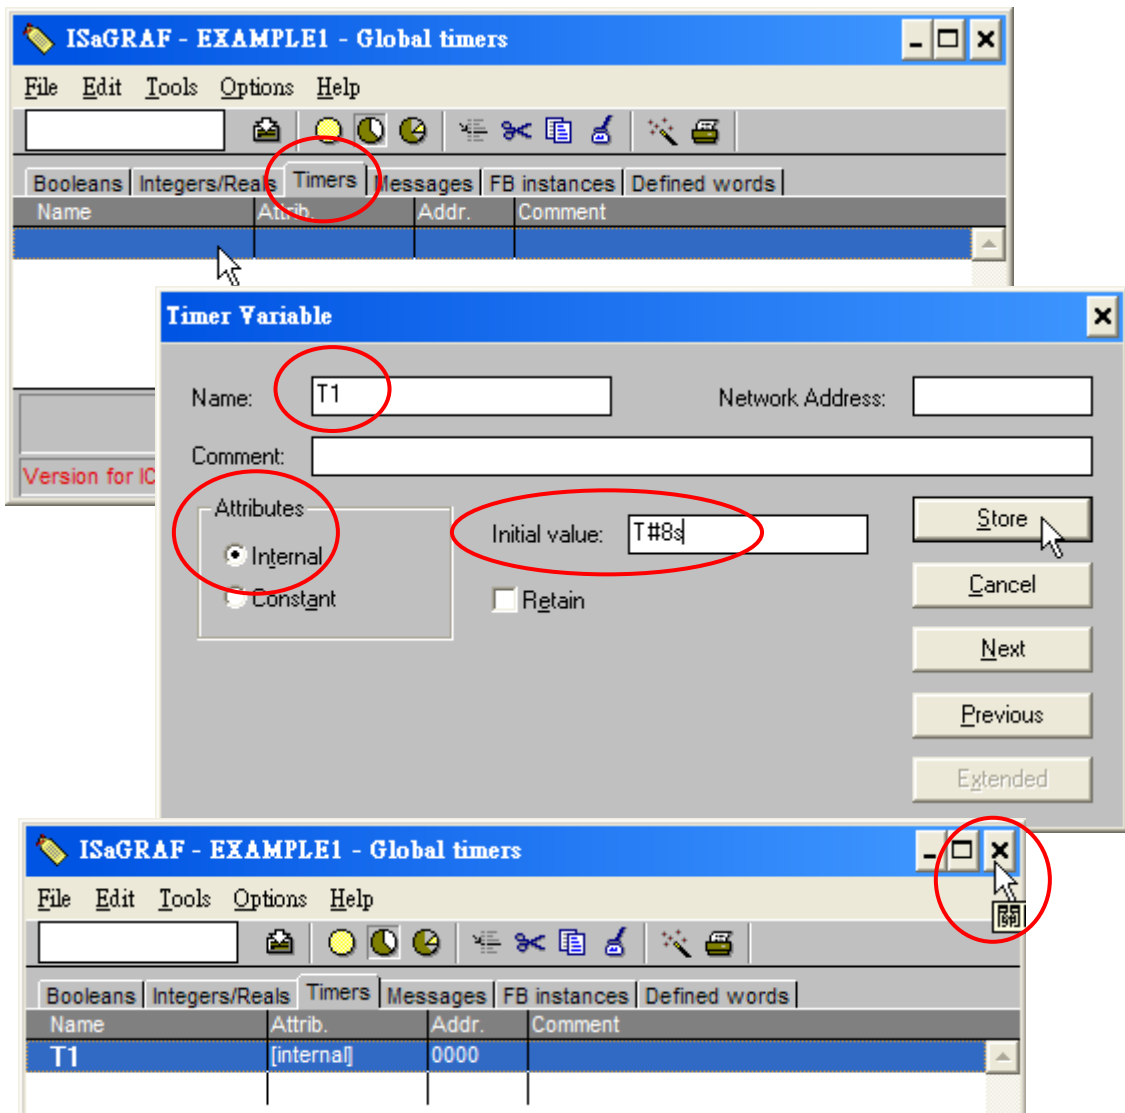 ISaGRAF - EXAMPLE1 - Global timers
File Edit Tools Options Help
Booleans Integers/Reals Timers Messages FB instances Defined words
Name Attrib. Addr. Comment
Timer Variable
Name: T1 Network Address:
Comment:
Version for IC
Attributes
Internal
Constant
Initial value: T#8s
Retain
Store
Cancel
Next
Previous
Extended
ISaGRAF - EXAMPLE1 - Global timers
File Edit Tools Options Help
Booleans Integers/Reals Timers Messages FB instances Defined words
Name Attrib. Addr. Comment
T1 [internal] 0000